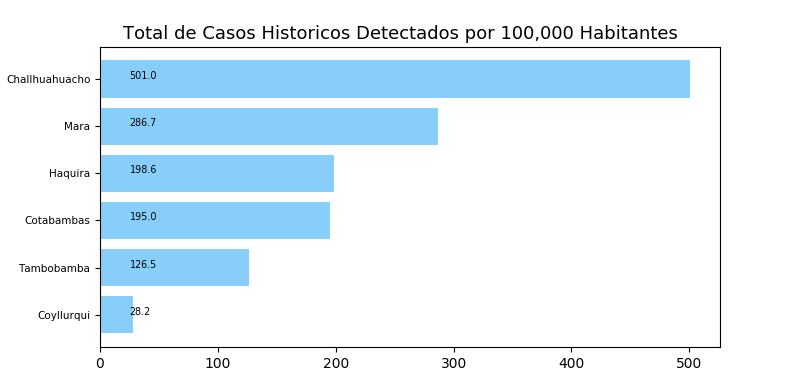 Total de Casos Historicos Detectados por 100,000 Habitantes
Challhuahuacho 501.0
Mara 286.7
Haquira 198.6
Cotabambas 195.0
Tambobamba 126.5
Coyllurqui 28.2
0 100 200 300 400 500